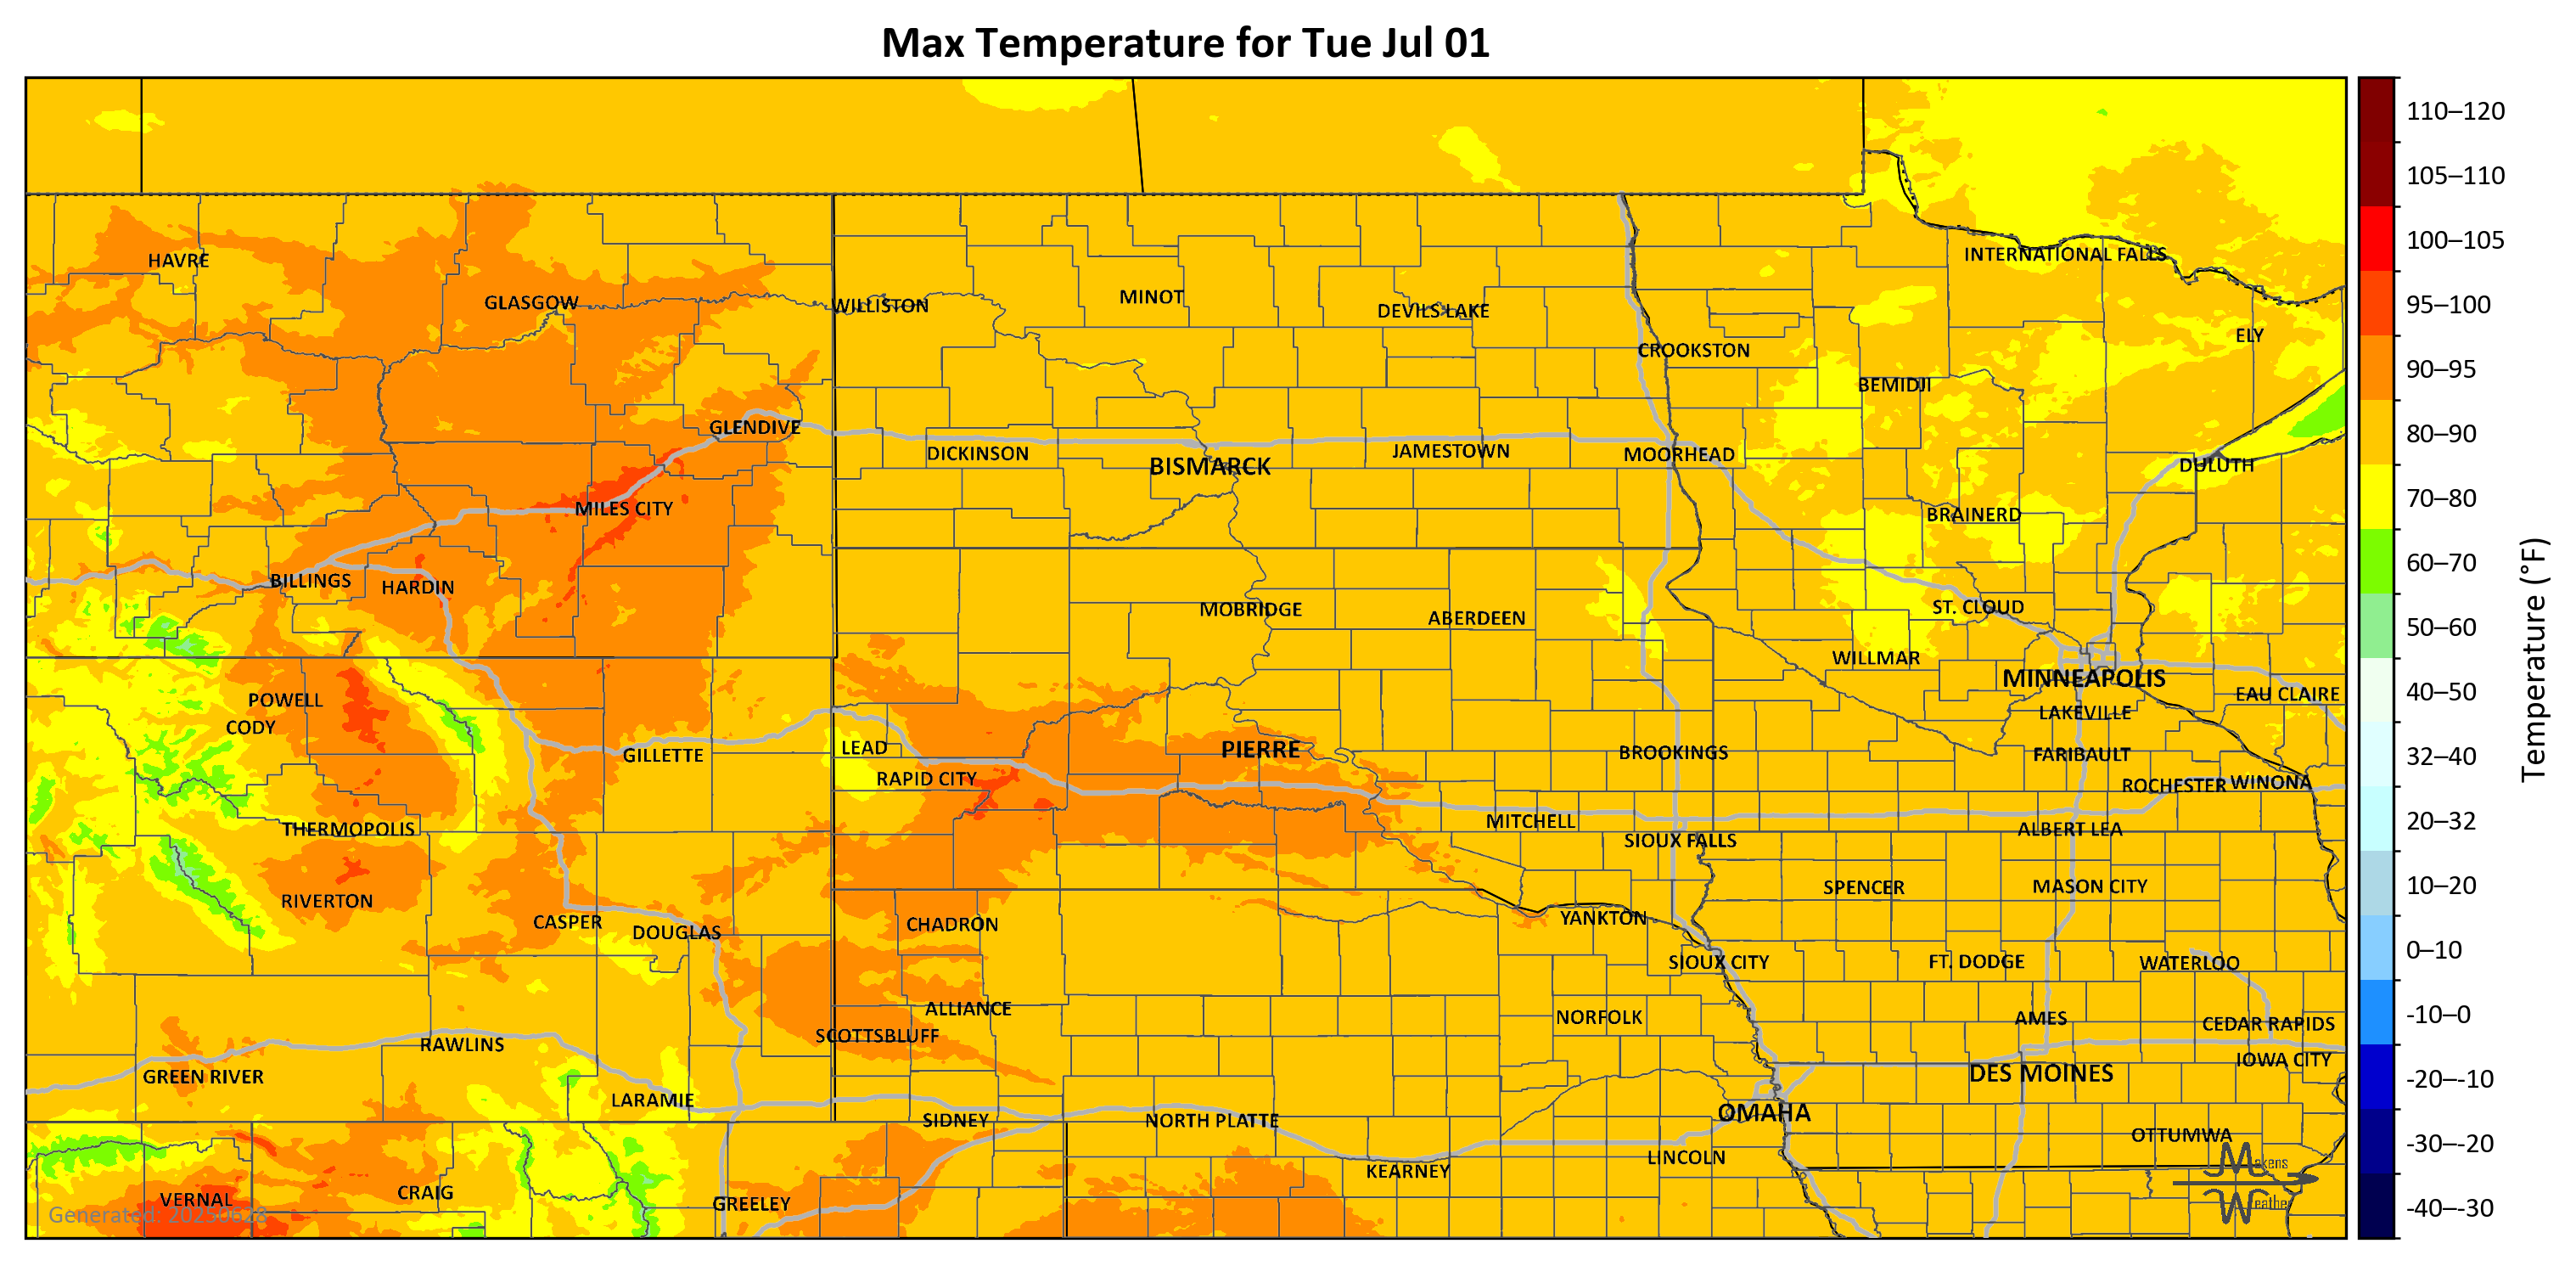 Max Temperature for Tue Jul 01
HAVRE
INTERNATIONAL FALLS
GLASGOW
WILLISTON
MINOT
DEVILS LAKE
ELY
CROOKSTON
BEMIDJI
GLENDIVE
DICKINSON
BISMARCK
JAMESTOWN
MOORHEAD
DULUTH
MILES CITY
BRAINERD
BILLINGS
HARDIN
MOBRIDGE
ABERDEEN
ST. CLOUD
WILLMAR
MINNEAPOLIS
POWELL
EAU CLAIRE
CODY
LAKEVILLE
GILLETTE
LEAD
PIERRE
BROOKINGS
FARIBAULT
RAPID CITY
ROCHESTER
WINONA
THERMOPOLIS
MITCHELL
SIOUX FALLS
ALBERT LEA
RIVERTON
SPENCER
MASON CITY
CASPER
DOUGLAS
CHADRON
YANKTON
SIOUX CITY
FT. DODGE
WATERLOO
ALLIANCE
NORFOLK
AMES
CEDAR RAPIDS
SCOTTSBLUFF
RAWLINS
IOWA CITY
GREEN RIVER
DES MOINES
LARAMIE
SIDNEY
NORTH PLATTE
OMAHA
OTTUMWA
KEARNEY
LINCOLN
VERNAL
CRAIG
GREELEY
Generated: 20250628
Makens
Weather
110–120
105–110
100–105
95–100
90–95
80–90
70–80
60–70
50–60
40–50
32–40
20–32
10–20
0–10
-10–0
-20–-10
-30–-20
-40–-30
Temperature (°F)